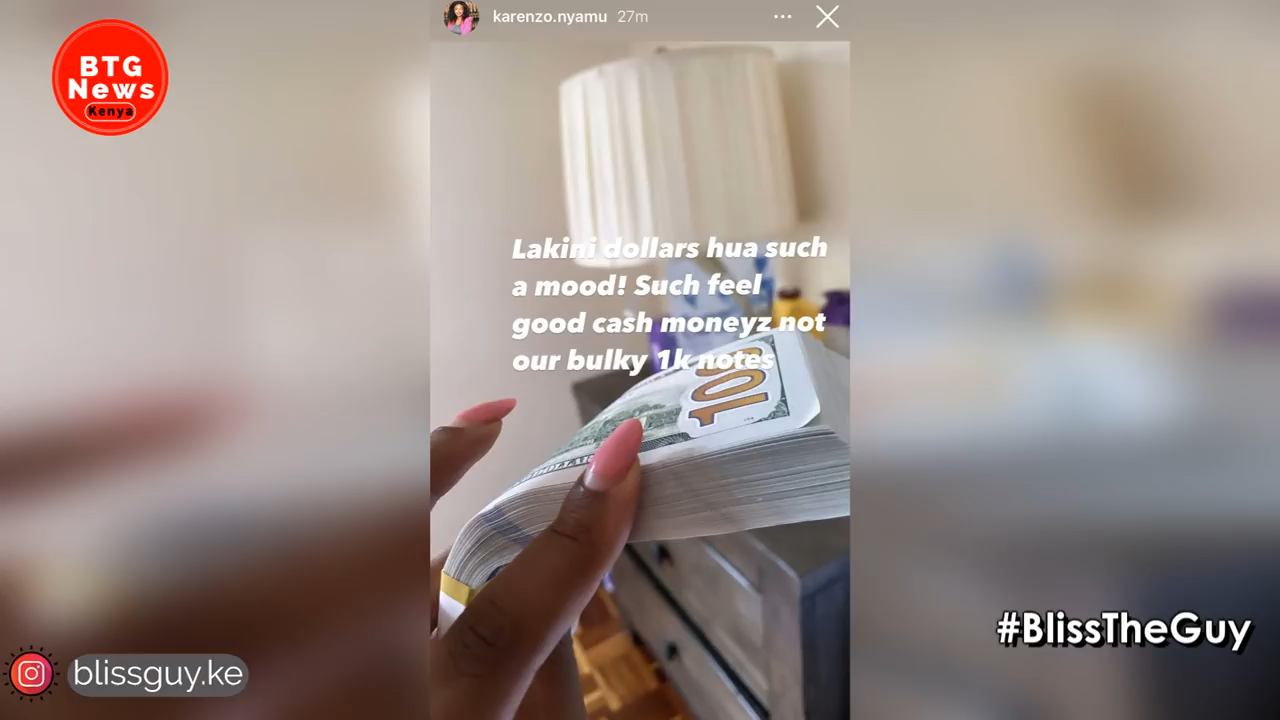 BTG
News
Kenya
karenzo.nyamu 27m
Lakini dollars hua such
a mood! Such feel
good cash moneyz not
our bulky 1k notes
100
#BlissTheGuy
blissguy.ke